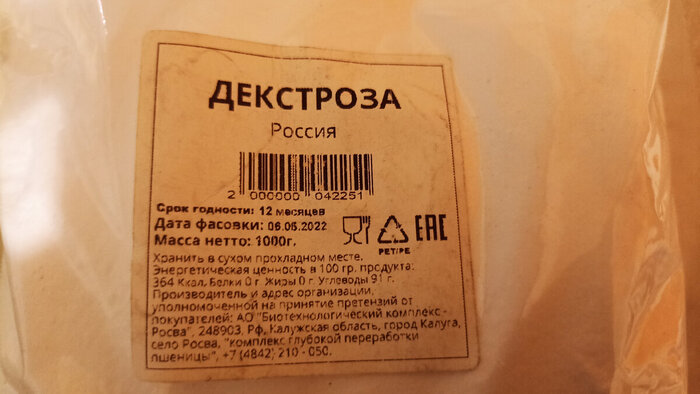 ДЕКСТРОЗА
Россия
2 000000 042251
Срок годности: 12 месяцев
Дата фасовки: 06.06.2022
Масса нетто: 1000г.
PET/PE
EAC
Хранить в сухом прохладном месте.
Энергетическая ценность в 100 гр. продукта:
364 Ккал, Белки 0 г. Жиры 0 г. Углеводы 91 г.
Производитель и адрес организации,
уполномоченной на принятие претензий от
покупателей: АО "Биотехнологический комплекс -
Росва", 248903, Рф, Калужская область, город Калуга,
село Росва, "комплекс глубокой переработки
пшеницы", +7 (4842) 210 - 050.